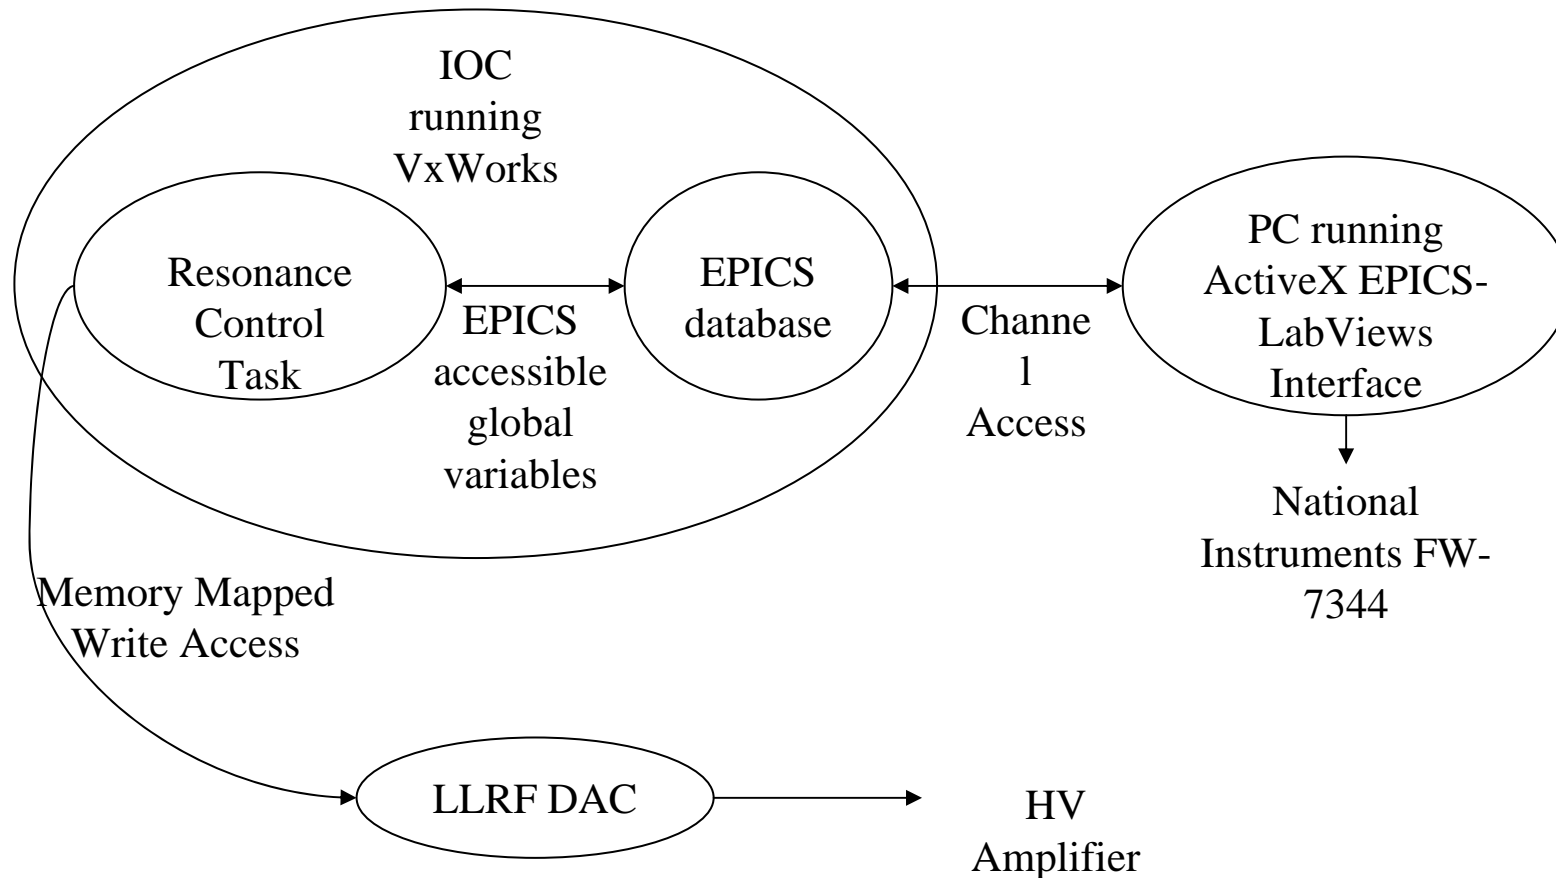 IOC
running
VxWorks
Resonance
Control
Task
EPICS
accessible
global
variables
EPICS
database
Channe
l
Access
PC running
ActiveX EPICS-
LabViews
Interface
National
Instruments FW-
7344
Memory Mapped
Write Access
LLRF DAC
HV
Amplifier